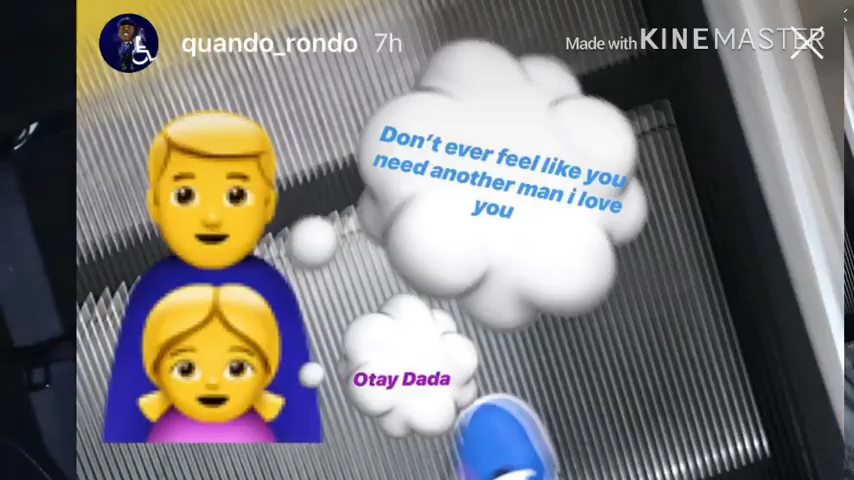 quando_rondo 7h
Made with KINEMASTER
Don't ever feel like you
need another man i love
you
Otay Dada